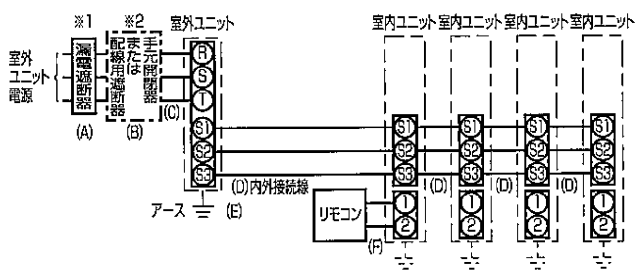 ※1
※2
室外ユニット
室内ユニット
室内ユニット
室内ユニット
室内ユニット
室外
ユニット
電源
漏電遮断器
手元開閉器
または
配線用遮断器
(A)
(B)
(C)
R
S
T
S1
S2
S3
(D)内外接続線
アース
(E)
リモコン
(F)
S1
S2
S3
1
2
(D)
S1
S2
S3
1
2
(D)
S1
S2
S3
1
2
(D)
S1
S2
S3
1
2